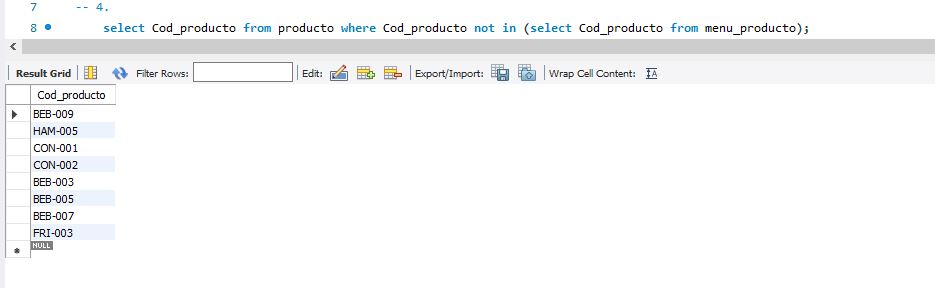 7 -- 4.
8 select Cod_producto from producto where Cod_producto not in (select Cod_producto from menu_producto);
Result Grid Filter Rows: Edit: Export/Import: Wrap Cell Content: IA
Cod_producto
BEB-009
HAM-005
CON-001
CON-002
BEB-003
BEB-005
BEB-007
FRI-003
NULL